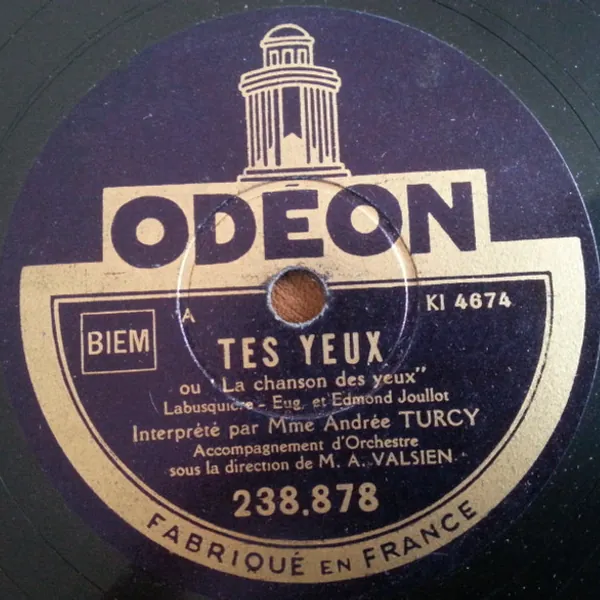 ODÉON
BIEM
A
KI 4674
TES YEUX
ou "La chanson des yeux"
Labusquière - Eug. et Edmond Joullot
Interprété par Mme Andrée TURCY
Accompagnement d'Orchestre
sous la direction de M. A. VALSIEN
238.878
FABRIQUÉ EN FRANCE